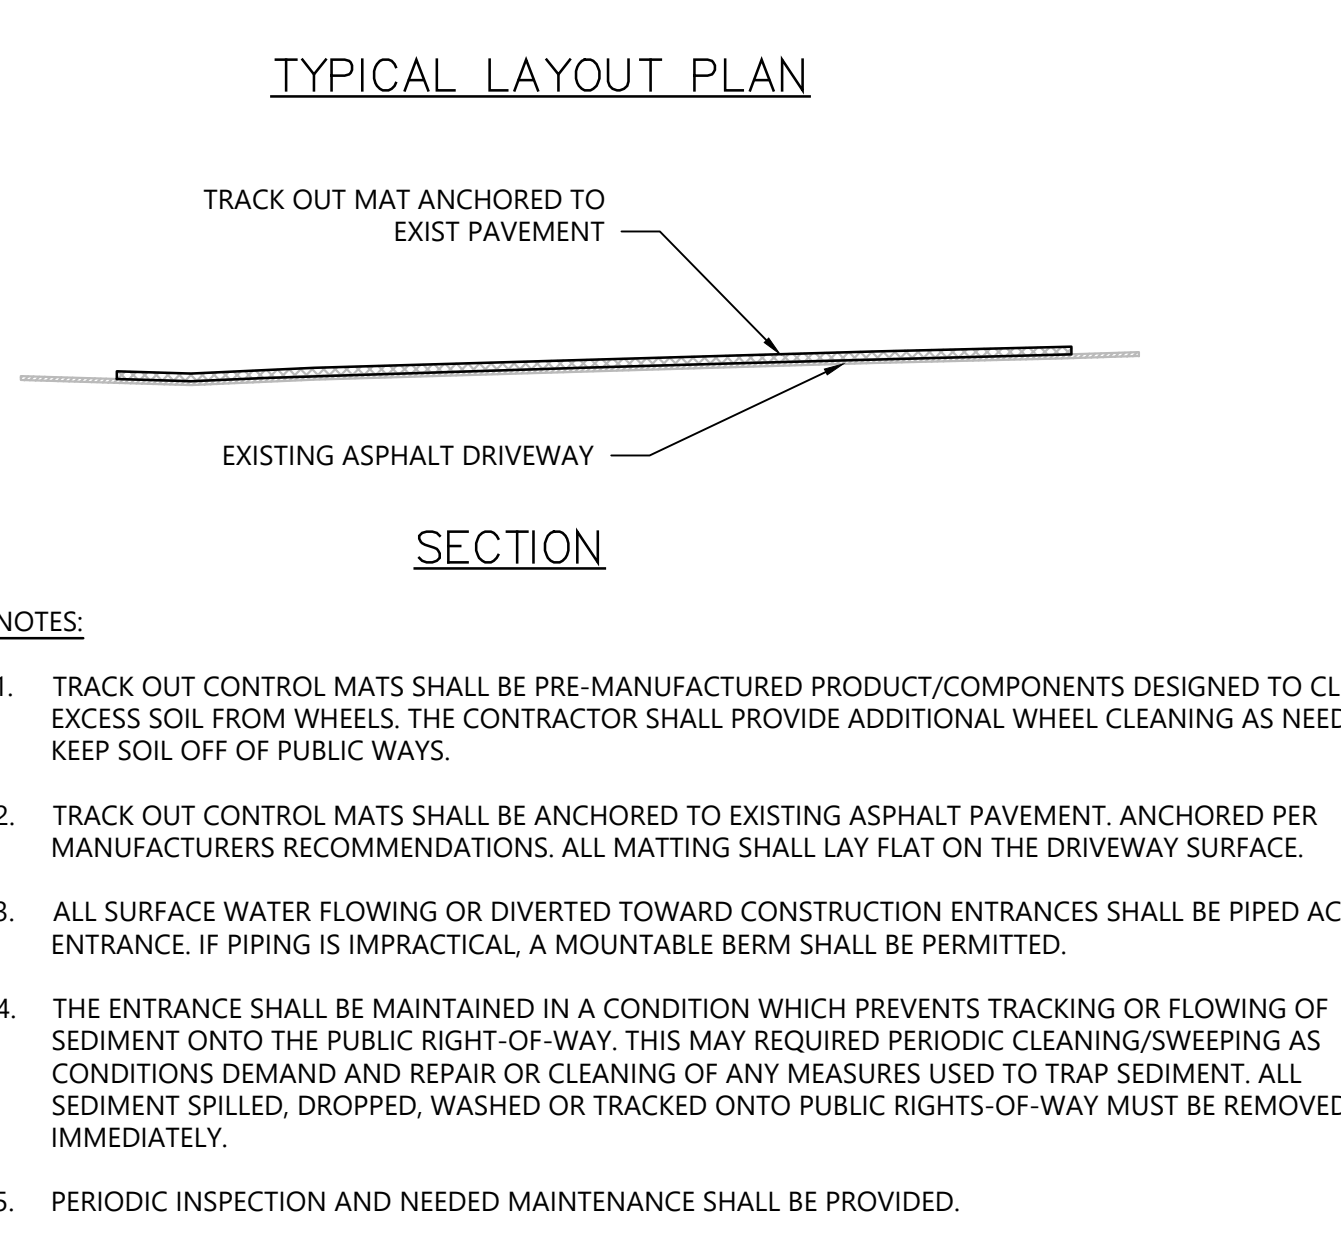 TYPICAL LAYOUT PLAN
TRACK OUT MAT ANCHORED TO
EXIST PAVEMENT
EXISTING ASPHALT DRIVEWAY
SECTION
NOTES:
1. TRACK OUT CONTROL MATS SHALL BE PRE-MANUFACTURED PRODUCT/COMPONENTS DESIGNED TO
EXCESS SOIL FROM WHEELS. THE CONTRACTOR SHALL PROVIDE ADDITIONAL WHEEL CLEANING AS
KEEP SOIL OFF OF PUBLIC WAYS.
2. TRACK OUT CONTROL MATS SHALL BE ANCHORED TO EXISTING ASPHALT PAVEMENT. ANCHORED PER
MANUFACTURERS RECOMMENDATIONS. ALL MATTING SHALL LAY FLAT ON THE DRIVEWAY SURFACE.
3. ALL SURFACE WATER FLOWING OR DIVERTED TOWARD CONSTRUCTION ENTRANCES SHALL BE PIPED
ENTRANCE. IF PIPING IS IMPRACTICAL, A MOUNTABLE BERM SHALL BE PERMITTED.
4. THE ENTRANCE SHALL BE MAINTAINED IN A CONDITION WHICH PREVENTS TRACKING OR FLOWING OF
SEDIMENT ONTO THE PUBLIC RIGHT-OF-WAY. THIS MAY REQUIRED PERIODIC CLEANING/SWEEPING AS
CONDITIONS DEMAND AND REPAIR OR CLEANING OF ANY MEASURES USED TO TRAP SEDIMENT. ALL
SEDIMENT SPILLED, DROPPED, WASHED OR TRACKED ONTO PUBLIC RIGHTS-OF-WAY MUST BE REMOVED
IMMEDIATELY.
5. PERIODIC INSPECTION AND NEEDED MAINTENANCE SHALL BE PROVIDED.